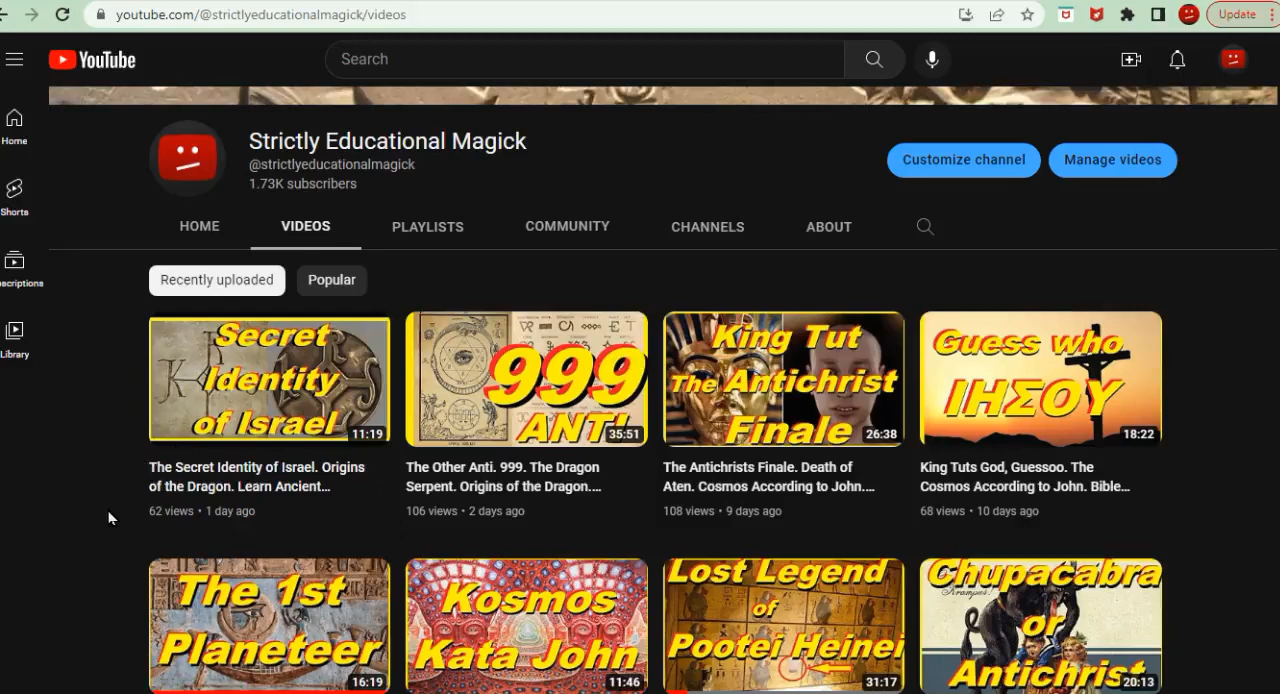 youtube.com/@strictlyeducationalmagick/videos
Update
YouTube
Search
Home
Shorts
scriptions
Library
Strictly Educational Magick
@strictlyeducationalmagick
1.73K subscribers
Customize channel
Manage videos
HOME
VIDEOS
PLAYLISTS
COMMUNITY
CHANNELS
ABOUT
Recently uploaded
Popular
Secret
Identity
of Israel
11:19
999
ANTI
35:51
King Tut
The Antichrist
Finale
26:38
Guess who
ΙΗΣΟΥ
18:22
The Secret Identity of Israel. Origins
of the Dragon. Learn Ancient...
62 views • 1 day ago
The Other Anti. 999. The Dragon
Serpent. Origins of the Dragon....
106 views • 2 days ago
The Antichrists Finale. Death of
Aten. Cosmos According to John....
108 views • 9 days ago
King Tuts God, Guessoo. The
Cosmos According to John. Bible...
68 views • 10 days ago
The 1st
Planeteer
16:19
Kosmos
Kata John
11:46
Lost Legend
of
Pootei Heinei
31:17
Chupacabra
or
Antichrist
20:13